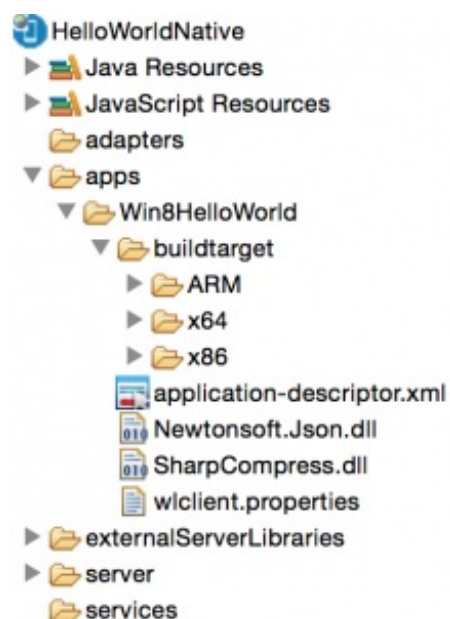 HelloWorldNative
Java Resources
JavaScript Resources
adapters
apps
Win8HelloWorld
buildtarget
ARM
x64
x86
application-descriptor.xml
Newtonsoft.Json.dll
SharpCompress.dll
wlclient.properties
externalServerLibraries
server
services